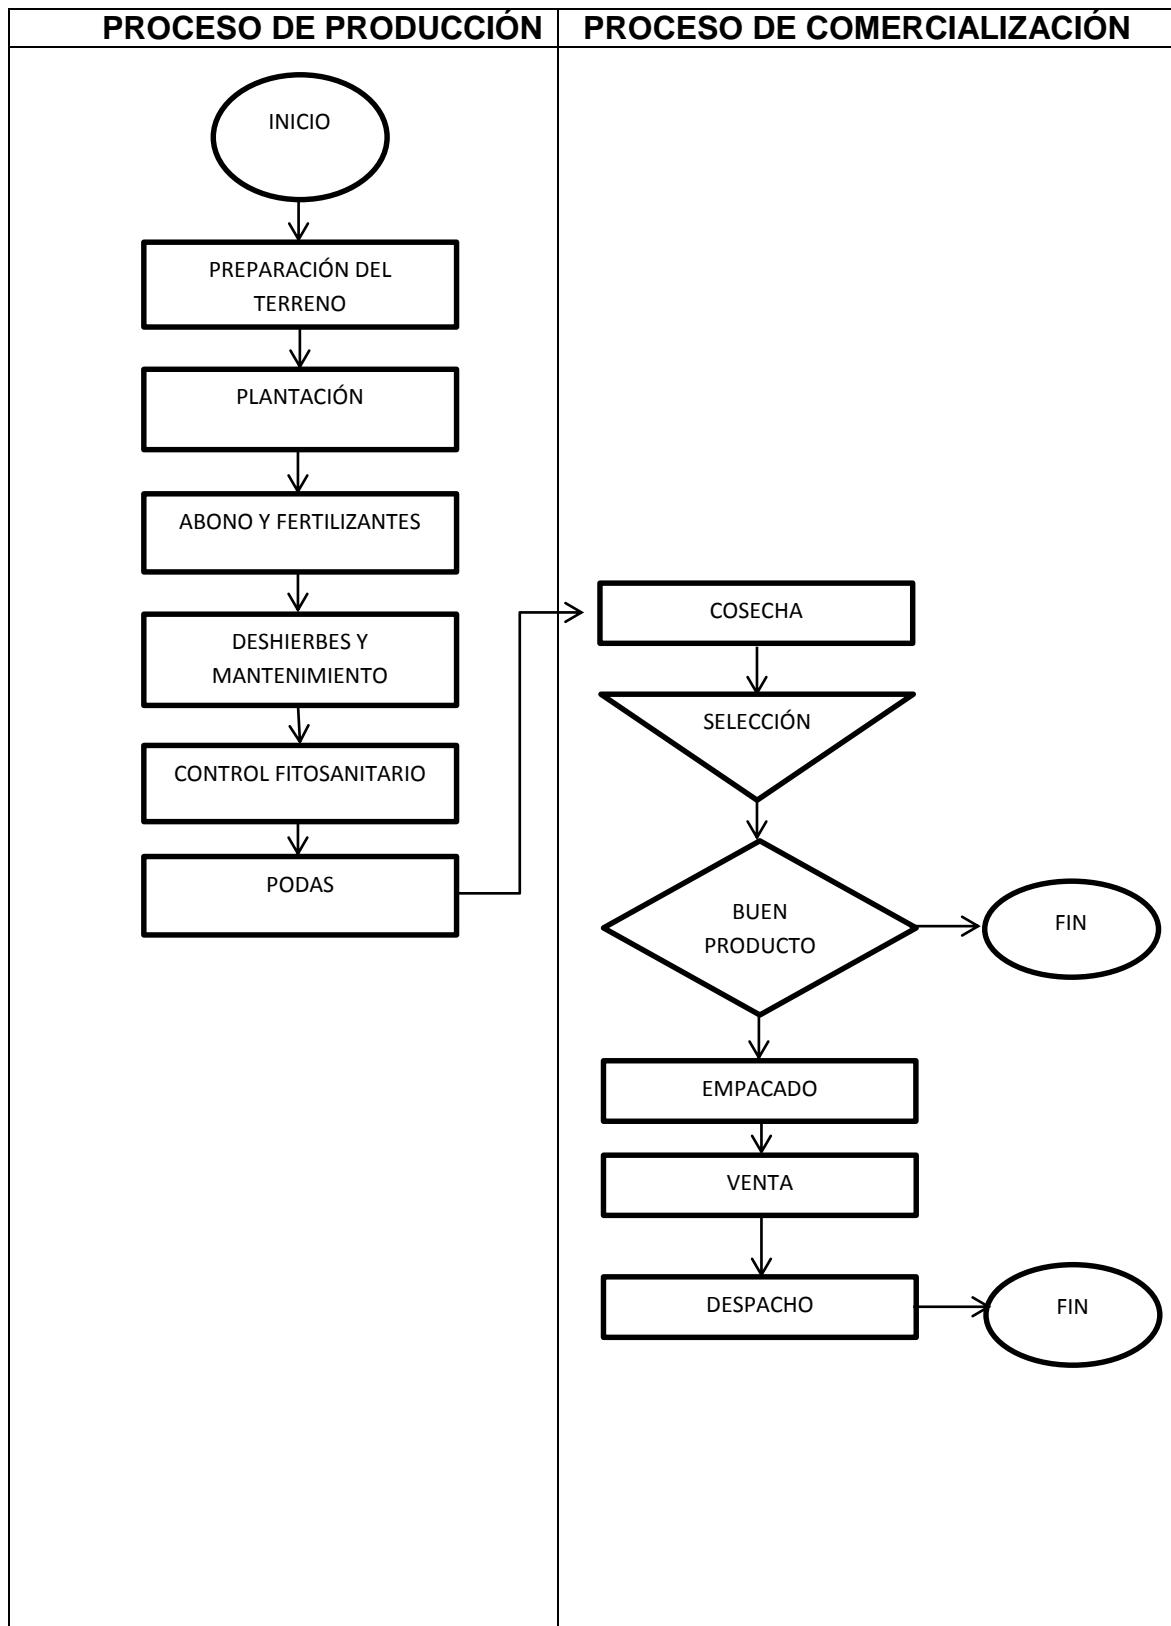 PROCESO DE PRODUCCIÓN
PROCESO DE COMERCIALIZACIÓN
INICIO
PREPARACIÓN DEL
TERRENO
PLANTACIÓN
ABONO Y FERTILIZANTES
DESHIERBES Y
MANTENIMIENTO
CONTROL FITOSANITARIO
PODAS
COSECHA
SELECCIÓN
BUEN
PRODUCTO
FIN
EMPACADO
VENTA
DESPACHO
FIN